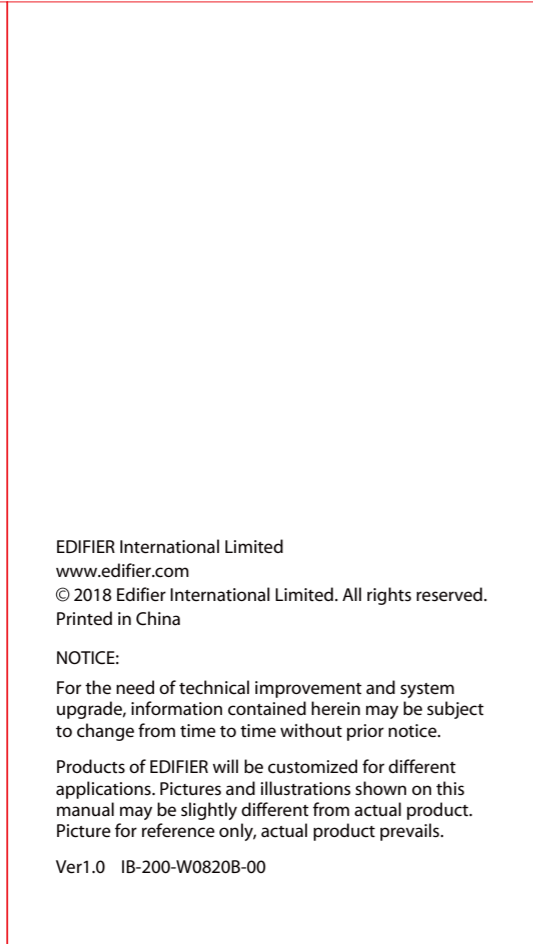 EDIFIER International Limited
www.edifier.com
© 2018 Edifier International Limited. All rights reserved.
Printed in China
NOTICE:
For the need of technical improvement and system
upgrade, information contained herein may be subject
to change from time to time without prior notice.
Products of EDIFIER will be customized for different
applications. Pictures and illustrations shown on this
manual may be slightly different from actual product.
Picture for reference only, actual product prevails.
Ver1.0 IB-200-W0820B-00